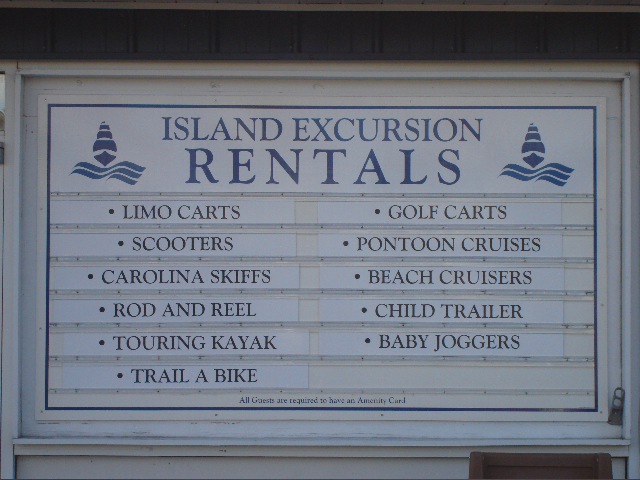 ISLAND EXCURSION
RENTALS
• LIMO CARTS
• GOLF CARTS
• SCOOTERS
• PONTOON CRUISES
• CAROLINA SKIFFS
• BEACH CRUISERS
• ROD AND REEL
• CHILD TRAILER
• TOURING KAYAK
• BABY JOGGERS
• TRAIL A BIKE
All Guests are required to have an Amenity Card